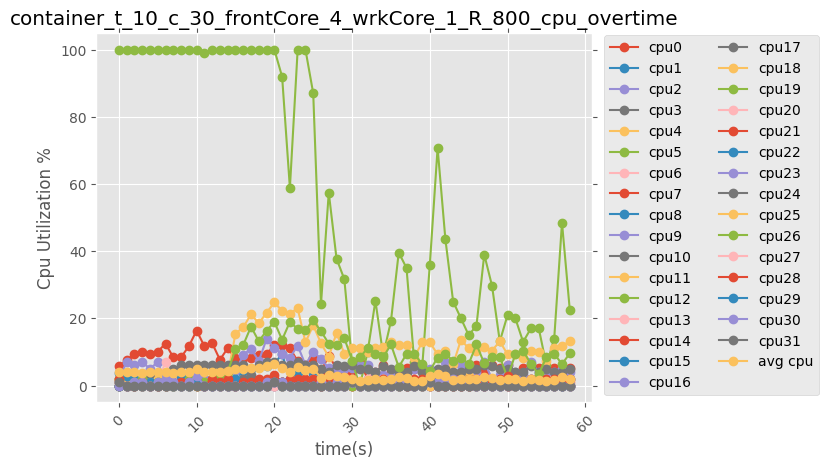 container_t_10_c_30_frontCore_4_wrkCore_1_R_800_cpu_overtime
100
80
60
40
20
0
Cpu Utilization %
0
10
20
30
40
50
60
time(s)
cpu0
cpu1
cpu2
cpu3
cpu4
cpu5
cpu6
cpu7
cpu8
cpu9
cpu10
cpu11
cpu12
cpu13
cpu14
cpu15
cpu16
cpu17
cpu18
cpu19
cpu20
cpu21
cpu22
cpu23
cpu24
cpu25
cpu26
cpu27
cpu28
cpu29
cpu30
cpu31
avg cpu